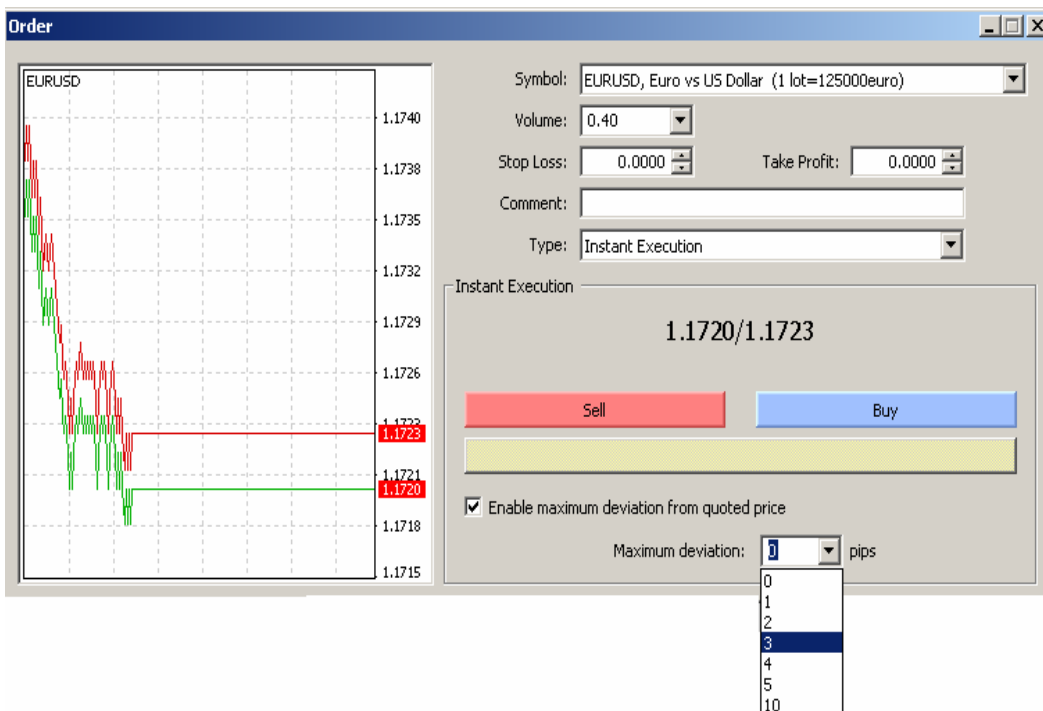 Order
EURUSD
1.1740
1.1738
1.1735
1.1732
1.1729
1.1726
1.1723
1.1723
1.1721
1.1720
1.1718
1.1715
Symbol: EURUSD, Euro vs US Dollar (1 lot=125000euro)
Volume: 0.40
Stop Loss: 0.0000 Take Profit: 0.0000
Comment:
Type: Instant Execution
Instant Execution
1.1720/1.1723
Sell Buy
Enable maximum deviation from quoted price
Maximum deviation: 0 pips
0
1
2
3
4
5
10